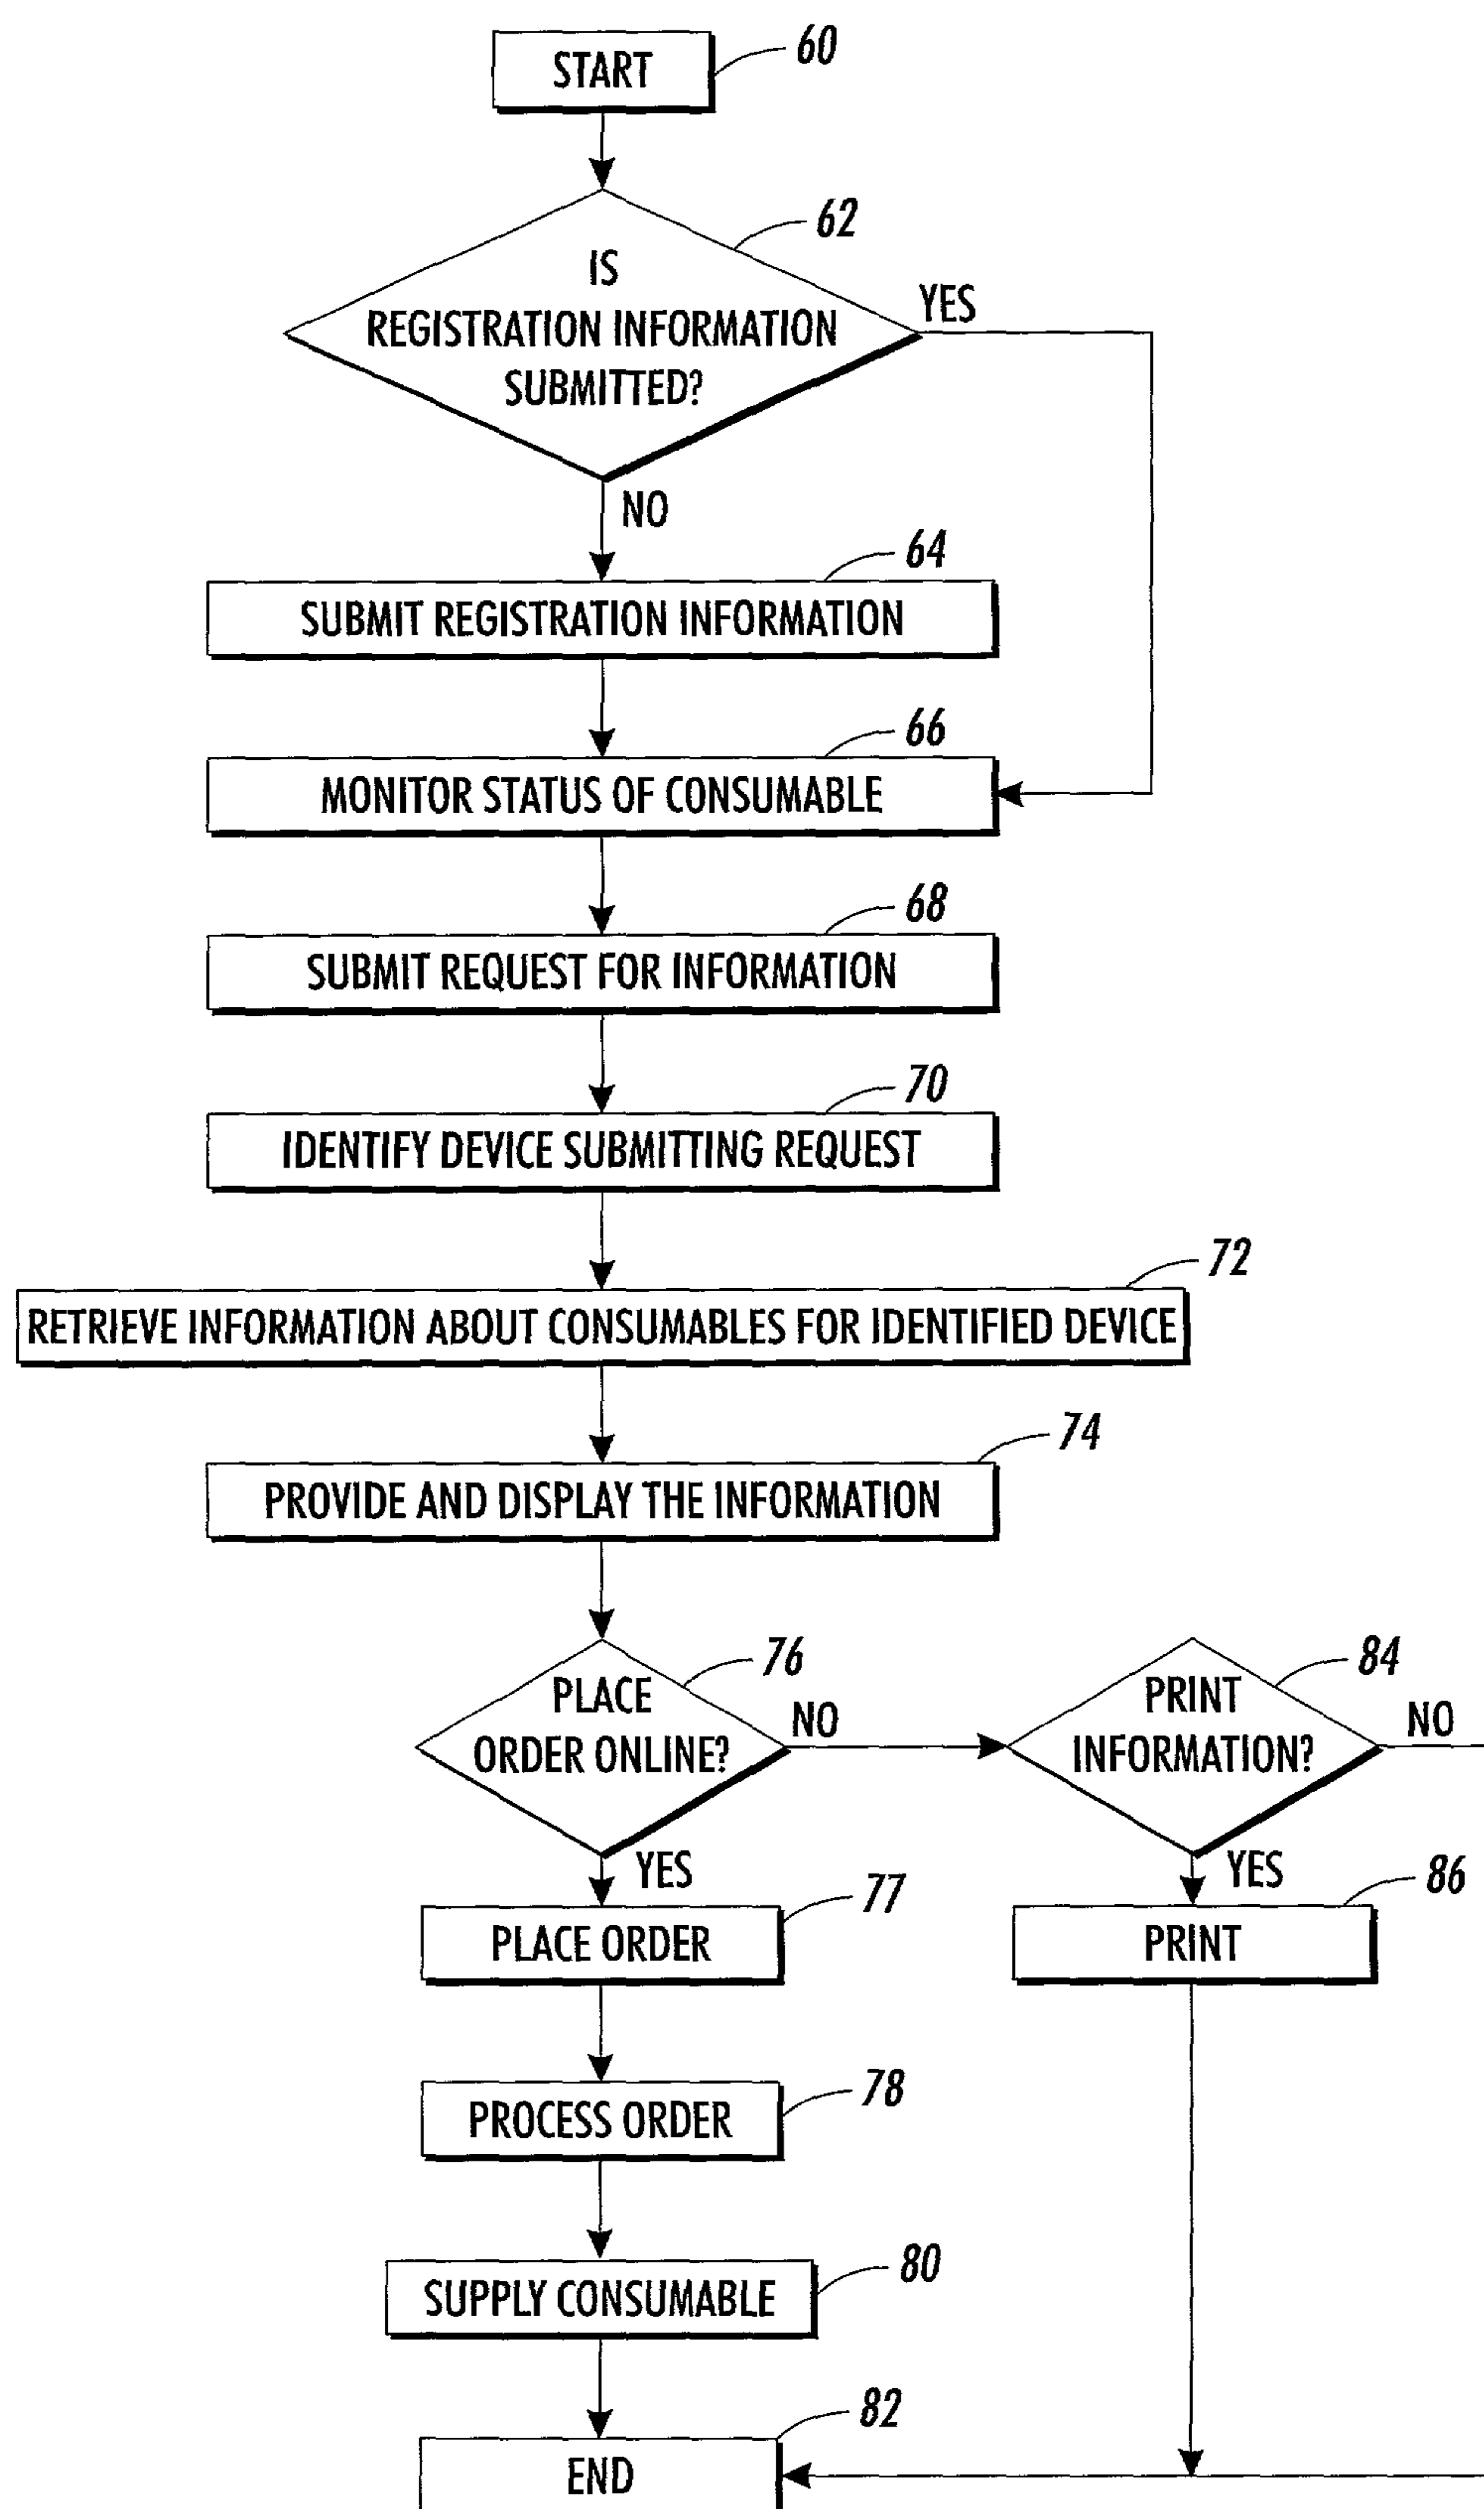 START
60
62
IS
REGISTRATION INFORMATION
SUBMITTED?
YES
NO
64
SUBMIT REGISTRATION INFORMATION
66
MONITOR STATUS OF CONSUMABLE
68
SUBMIT REQUEST FOR INFORMATION
70
IDENTIFY DEVICE SUBMITTING REQUEST
72
RETRIEVE INFORMATION ABOUT CONSUMABLES FOR IDENTIFIED DEVICE
74
PROVIDE AND DISPLAY THE INFORMATION
76
PLACE
ORDER ONLINE?
NO
YES
84
PRINT
INFORMATION?
NO
YES
77
PLACE ORDER
86
PRINT
78
PROCESS ORDER
80
SUPPLY CONSUMABLE
82
END